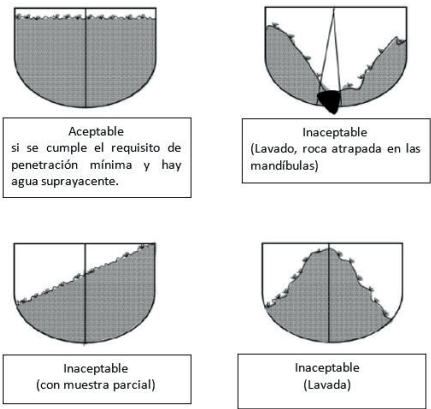 Aceptable
si se cumple el requisito de
penetración mínima y hay
agua suprayacente.
Inaceptable
(Lavado, roca atrapada en las
mandíbulas)
Inaceptable
(con muestra parcial)
Inaceptable
(Lavada)